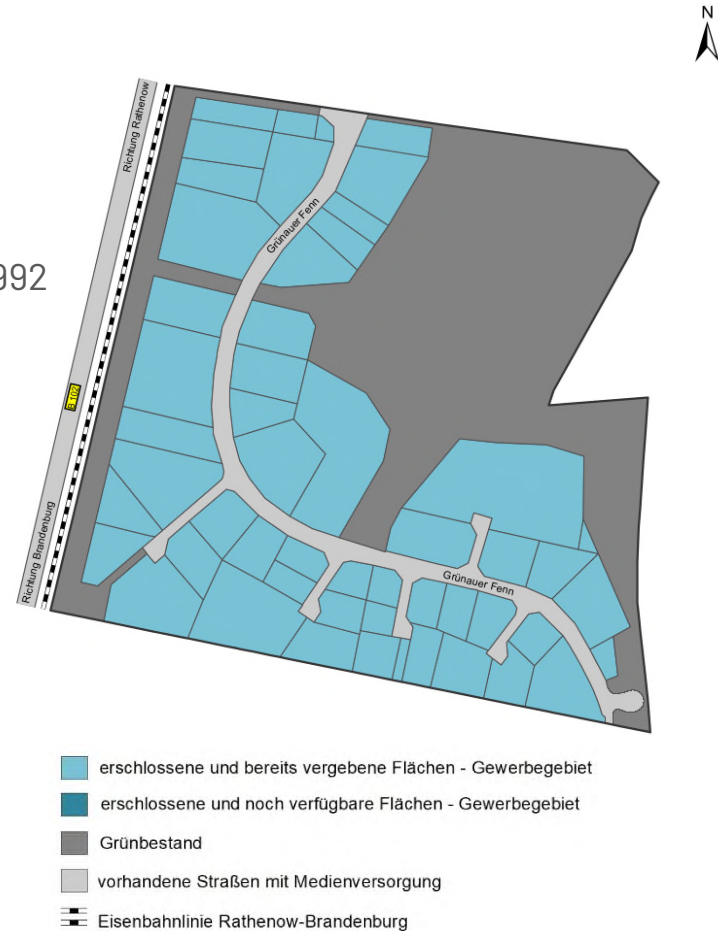 N
Richtung Rathenow
Grünauer Fenn
992
B 102
Richtung Brandenburg
Grünauer Fenn
erschlossene und bereits vergebene Flächen - Gewerbegebiet
erschlossene und noch verfügbare Flächen - Gewerbegebiet
Grünbestand
vorhandene Straßen mit Medienversorgung
Eisenbahnlinie Rathenow-Brandenburg